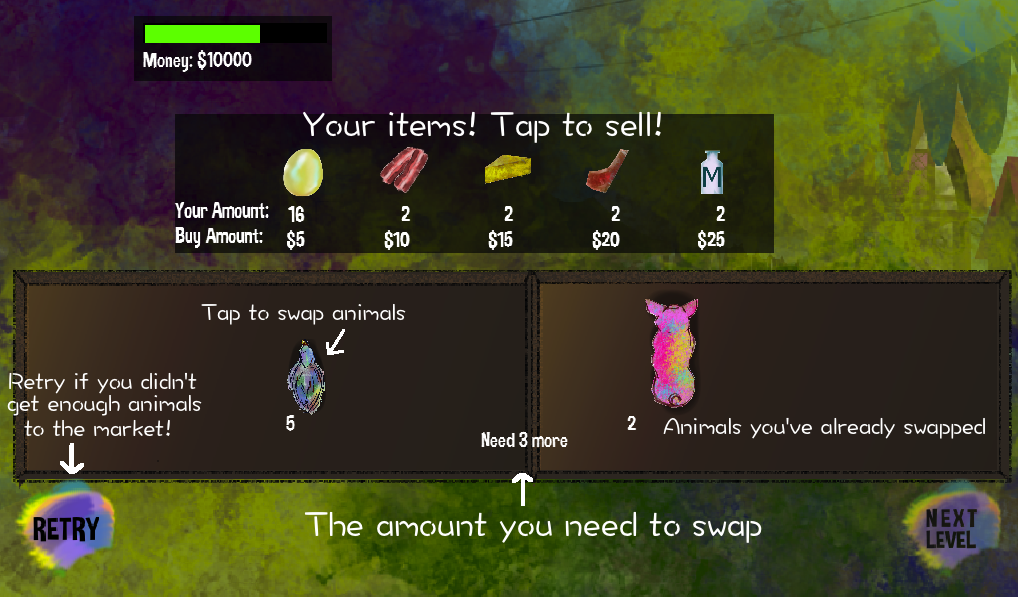 Money: $10000
Your items! Tap to sell!
M
Your Amount: 16 2 2 2 2
Buy Amount: $5 $10 $15 $20 $25
Tap to swap animals
Retry if you didn't
get enough animals
to the market!
5
2
Animals you've already swapped
Need 3 more
RETRY
The amount you need to swap
NEXT
LEVEL